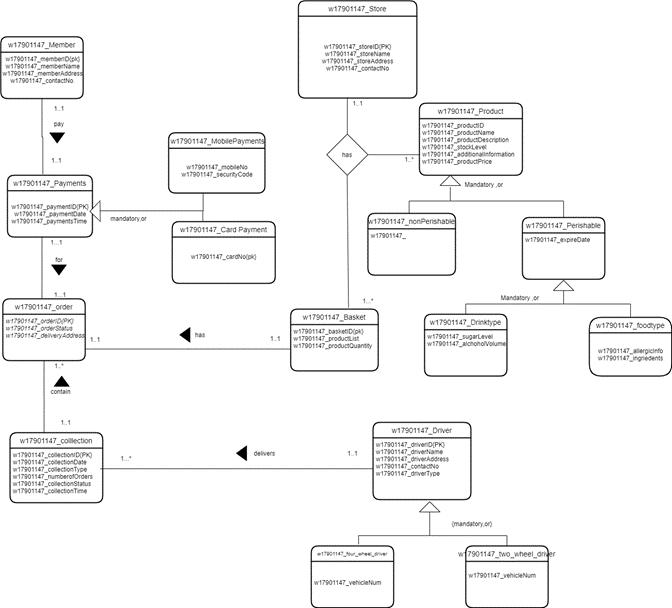 w17901147_Store
w17901147_storeID(PK)
w17901147_storeName
w17901147_storeAddress
w17901147_contactNo
w17901147_Member
w17901147_memberID(pk)
w17901147_memberName
w17901147_memberAddress
w17901147_contactNo
1..1
pay
1..1
1..1
has
1..*
w17901147_Product
w17901147_productID
w17901147_productName
w17901147_productDescription
w17901147_stockLevel
w17901147_additionalInformation
w17901147_productPrice
w17901147_MobilePayments
w17901147_mobileNo
w17901147_securityCode
w17901147_Payments
w17901147_paymentID(PK)
w17901147_paymentDate
w17901147_paymentsTime
mandatory,or
w17901147_Card Payment
w17901147_cardNo(pk)
Mandatory ,or
w17901147_nonPerishable
w17901147_
w17901147_Perishable
w17901147_expireDate
1..1
for
1..1
w17901147_order
w17901147_orderID(PK)
w17901147_orderStatus
w17901147_deliveryAddress
1..1
has
1..1
1..*
w17901147_Basket
w17901147_basketID(pk)
w17901147_productList
w17901147_productQuantity
Mandatory ,or
w17901147_Drinktype
w17901147_sugarLevel
w17901147_alchoholVolume
w17901147_foodtype
w17901147_allergicInfo
w17901147_ingriedents
1..*
contain
1..1
w17901147_colllection
w17901147_collectionID(PK)
w17901147_collectionDate
w17901147_collectionType
w17901147_numberofOrders
w17901147_collectionStatus
w17901147_collectionTime
1..*
delivers
1..1
w17901147_Driver
w17901147_driverID(PK)
w17901147_driverName
w17901147_driverAddress
w17901147_contactNo
w17901147_driverType
{mandatory,or}
w17901147_four_wheel_driver
w17901147_vehicleNum
w17901147_two_wheel_driver
w17901147_vehicleNum